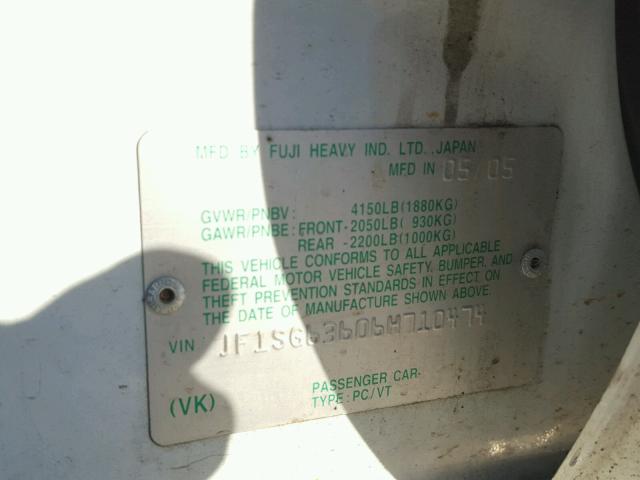 MFD BY FUJI HEAVY IND. LTD., JAPAN
MFD IN 05/05
GVWR/PNBV: 4150LB(1880KG)
GAWR/PNBE: FRONT-2050LB( 930KG)
REAR -2200LB(1000KG)
THIS VEHICLE CONFORMS TO ALL APPLICABLE
FEDERAL MOTOR VEHICLE SAFETY, BUMPER, AND
THEFT PREVENTION STANDARDS IN EFFECT ON
THE DATE OF MANUFACTURE SHOWN ABOVE.
VIN: JF1SG63606H710474
(VK) PASSENGER CAR-
TYPE: PC/VT